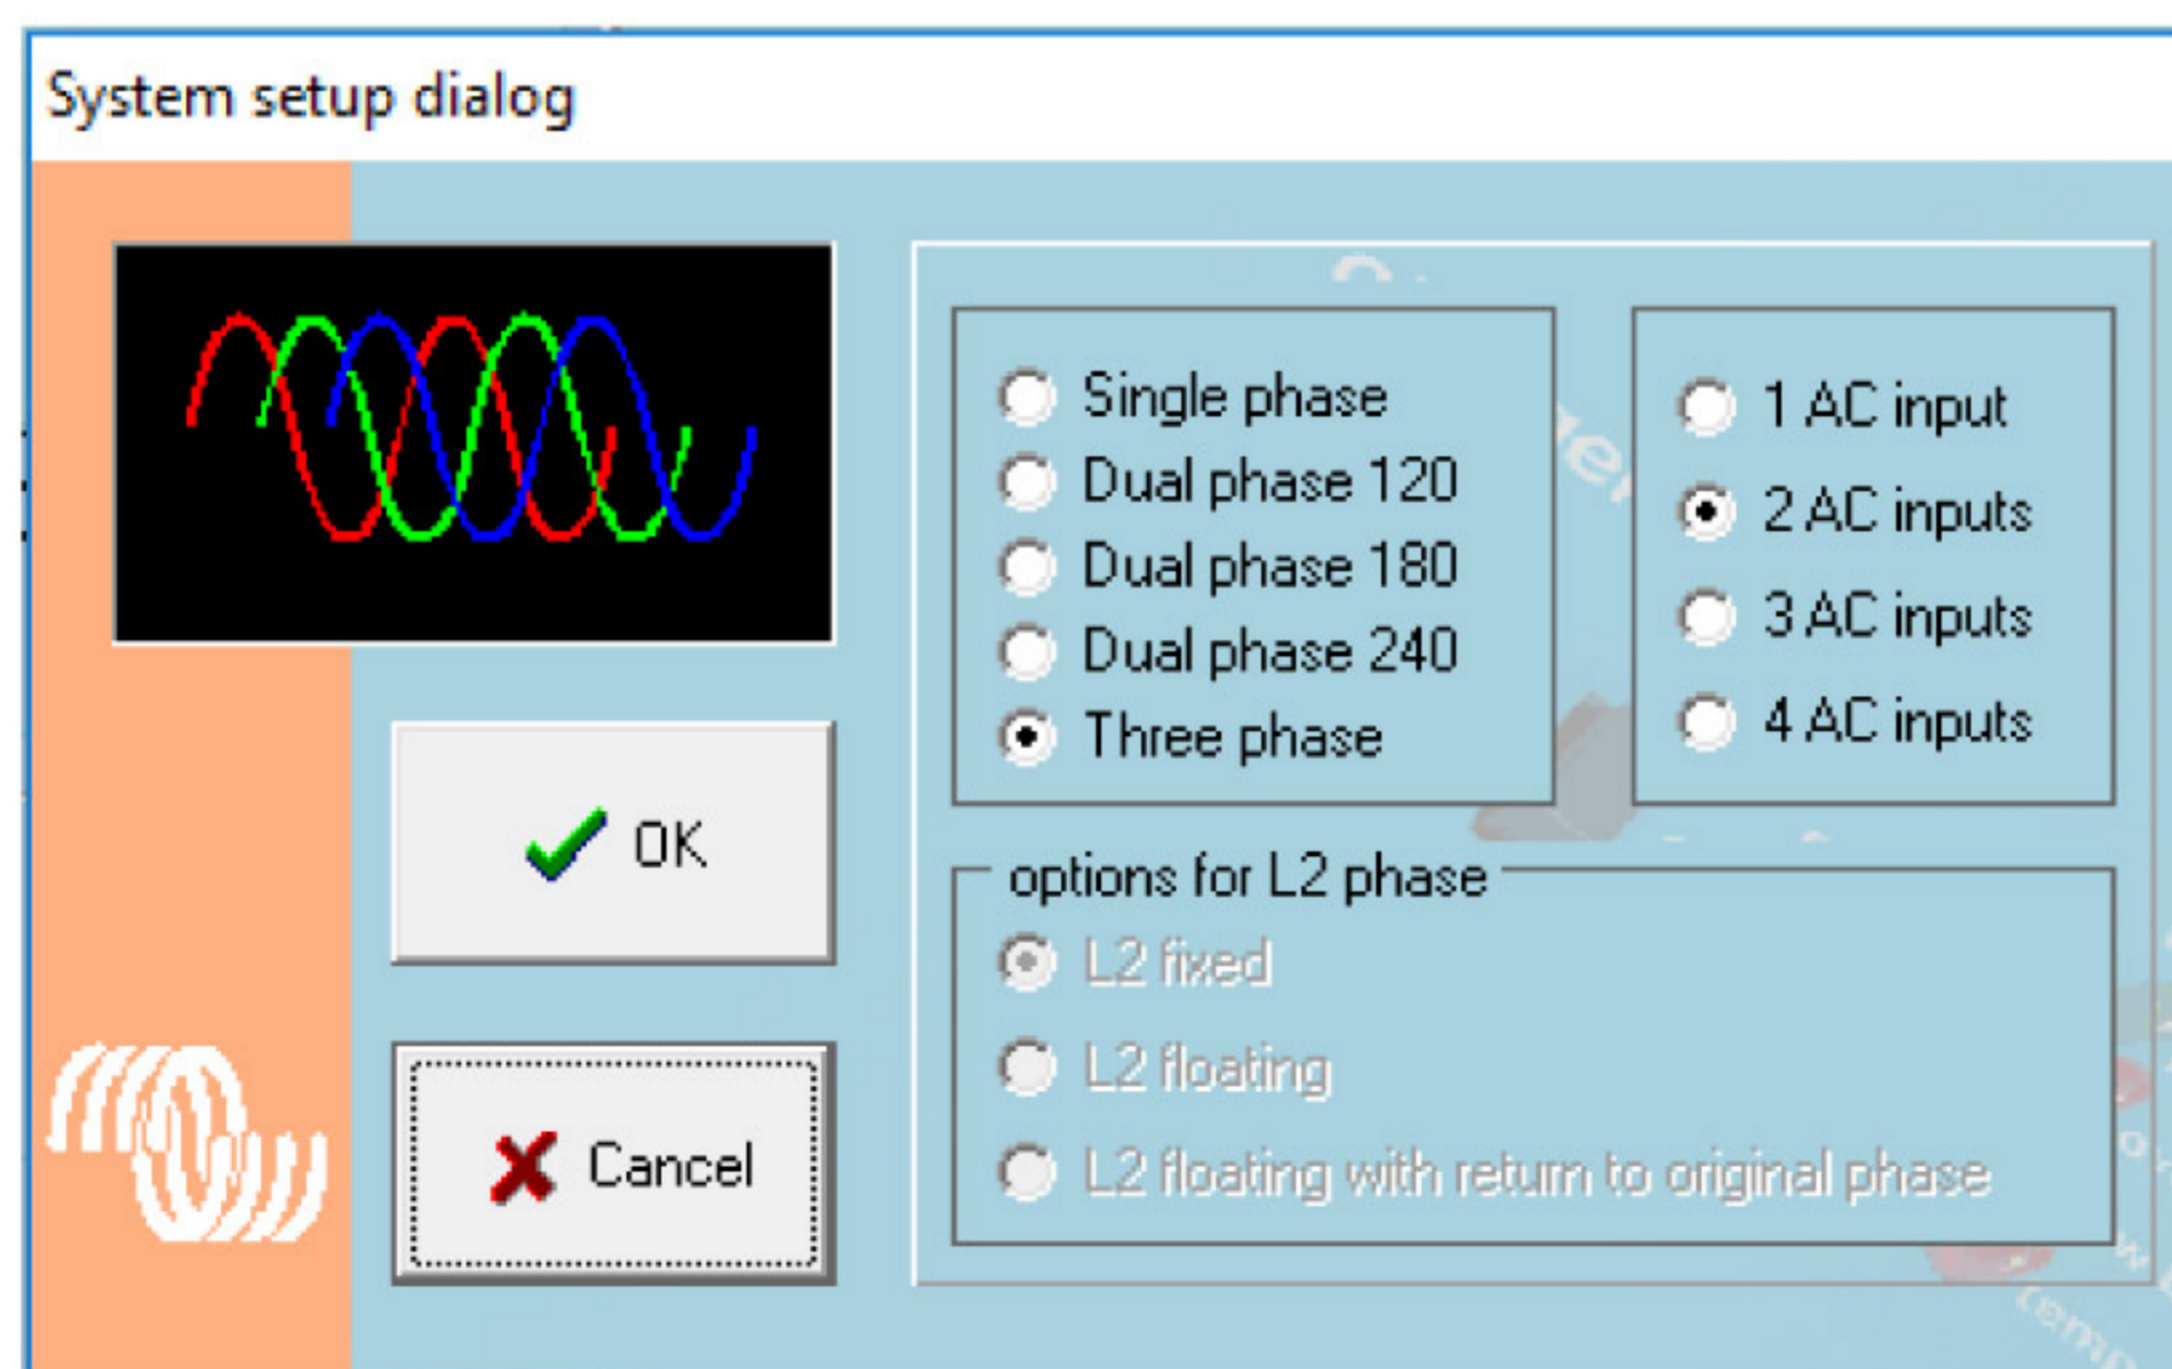 System setup dialog
Single phase
Dual phase 120
Dual phase 180
Dual phase 240
Three phase
1 AC input
2 AC inputs
3 AC inputs
4 AC inputs
OK
Cancel
options for L2 phase
L2 fixed
L2 floating
L2 floating with return to original phase